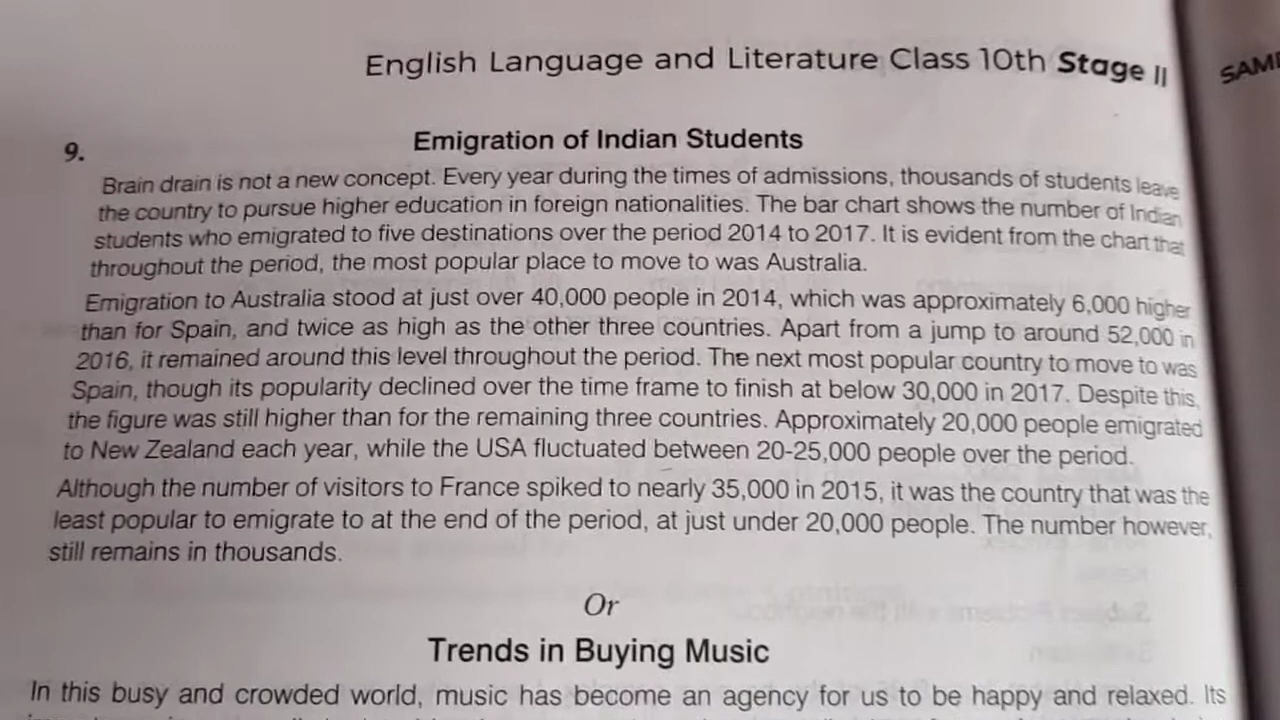 English Language and Literature Class 10th Stage II
SAM
9.
Emigration of Indian Students
Brain drain is not a new concept. Every year during the times of admissions, thousands of students leave
the country to pursue higher education in foreign nationalities. The bar chart shows the number of Indian
students who emigrated to five destinations over the period 2014 to 2017. It is evident from the chart that
throughout the period, the most popular place to move to was Australia.
Emigration to Australia stood at just over 40,000 people in 2014, which was approximately 6,000 higher
than for Spain, and twice as high as the other three countries. Apart from a jump to around 52,000 in
2016, it remained around this level throughout the period. The next most popular country to move to was
Spain, though its popularity declined over the time frame to finish at below 30,000 in 2017. Despite this,
the figure was still higher than for the remaining three countries. Approximately 20,000 people emigrated
to New Zealand each year, while the USA fluctuated between 20-25,000 people over the period.
Although the number of visitors to France spiked to nearly 35,000 in 2015, it was the country that was the
least popular to emigrate to at the end of the period, at just under 20,000 people. The number however,
still remains in thousands.
Or
Trends in Buying Music
In this busy and crowded world, music has become an agency for us to be happy and relaxed. Its